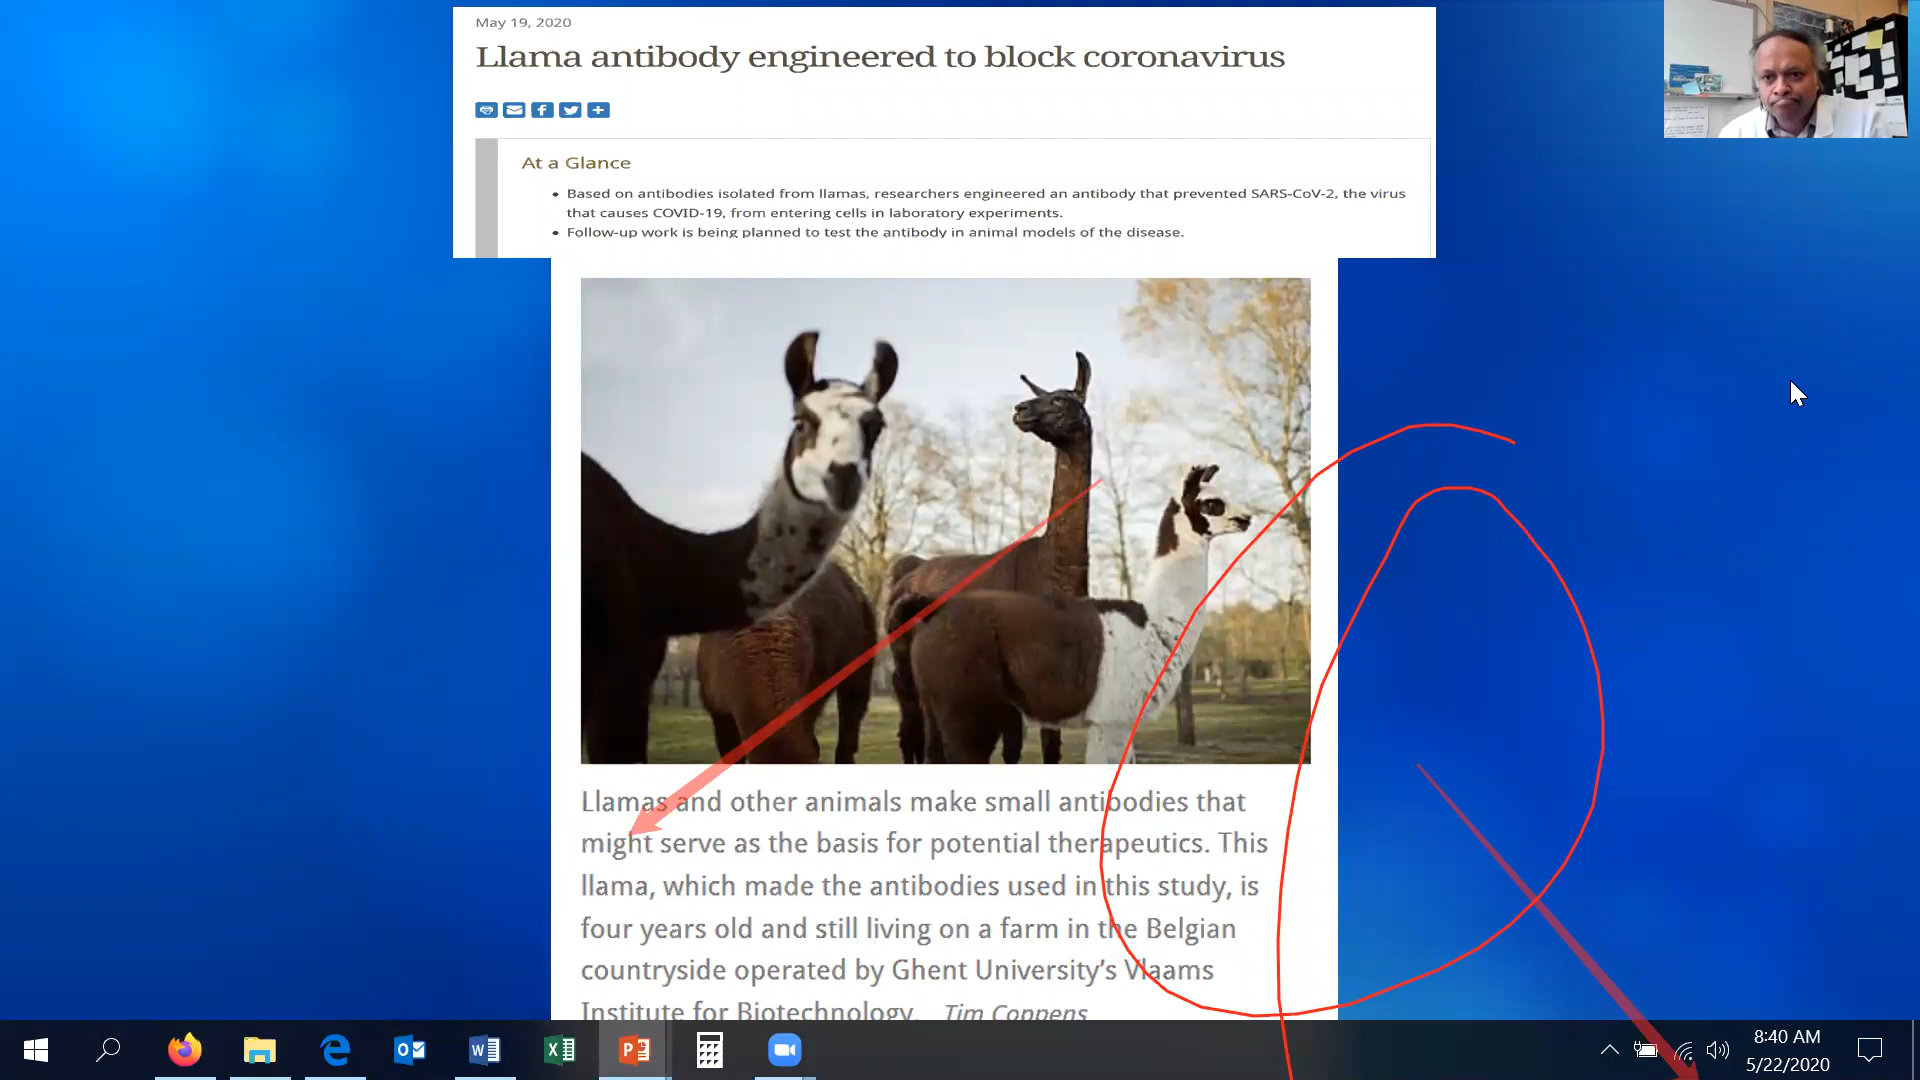 May 19, 2020
Llama antibody engineered to block coronavirus
At a Glance
• Based on antibodies isolated from llamas, researchers engineered an antibody that prevented SARS-CoV-2, the virus
that causes COVID-19, from entering cells in laboratory experiments.
• Follow-up work is being planned to test the antibody in animal models of the disease.
Llamas and other animals make small antibodies that
might serve as the basis for potential therapeutics. This
llama, which made the antibodies used in this study, is
four years old and still living on a farm in the Belgian
countryside operated by Ghent University’s Vlaams
Institute for Biotechnology. Tim Coppens
8:40 AM
5/22/2020